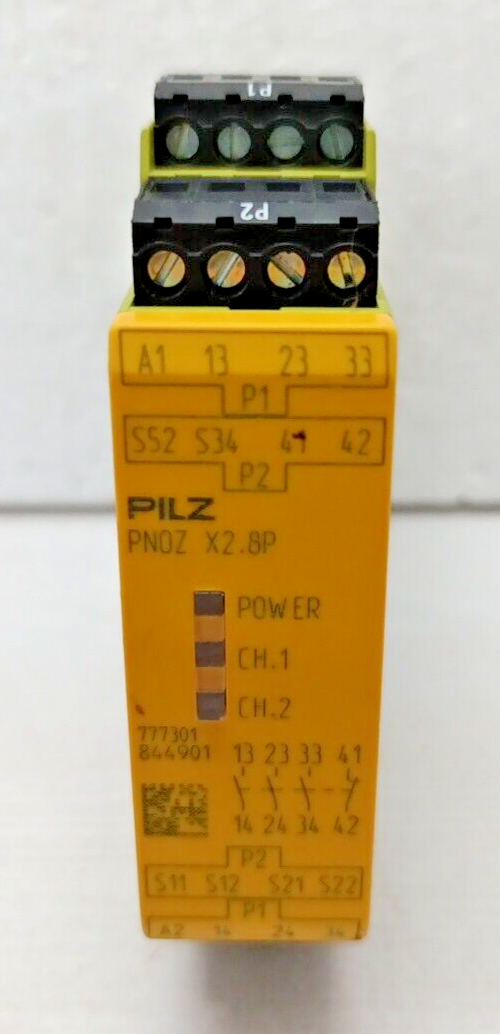 P1
P2
A1 13 23 33
P1
S52 S34 41 42
P2
PILZ
PNOZ X2.8P
POWER
CH.1
CH.2
777301
844901
13 23 33 41
14 24 34 42
P2
S11 S12 S21 S22
P1
A2 14 24 34